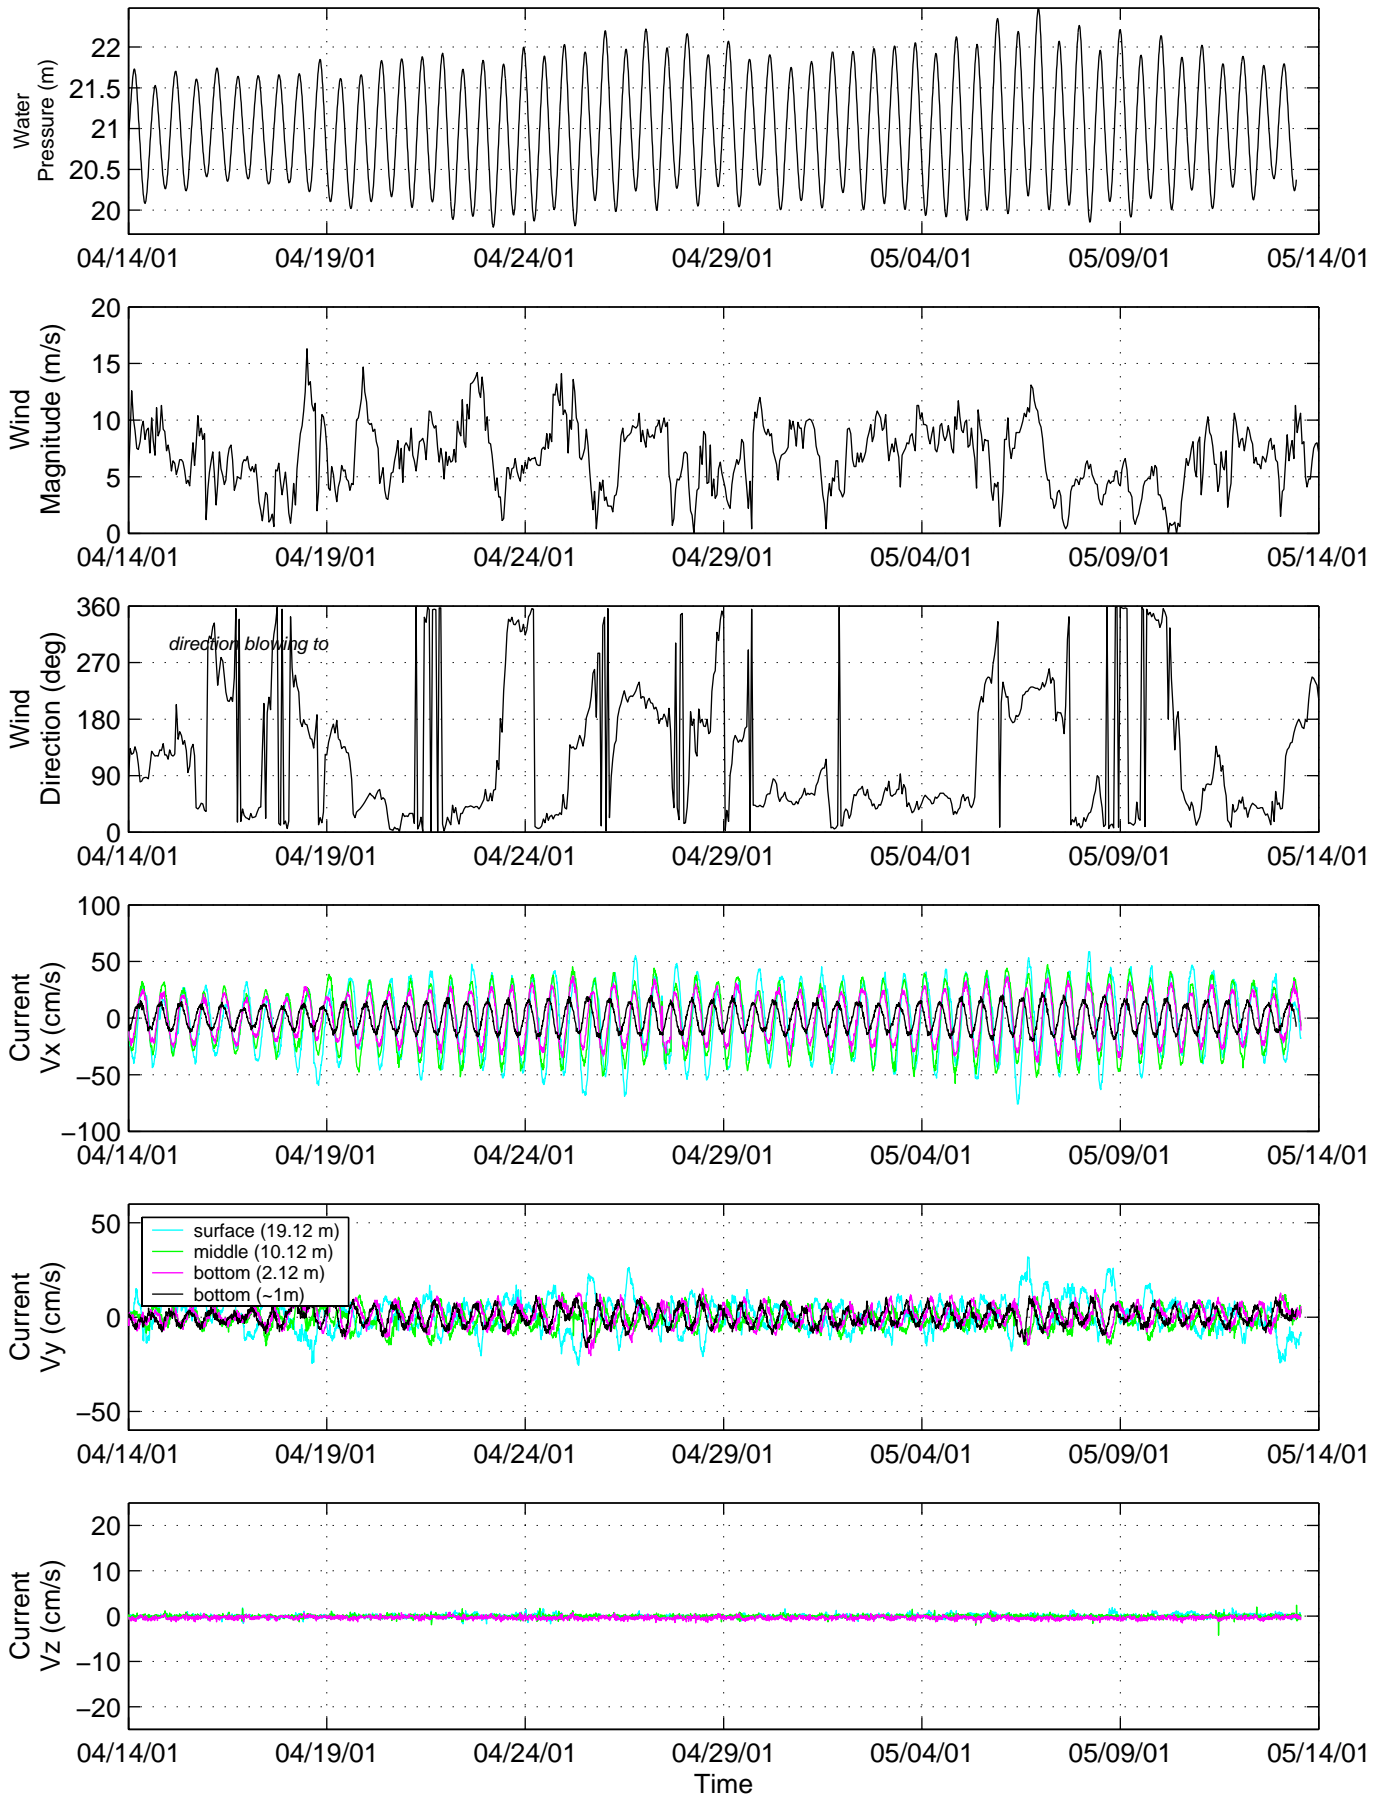 Water
Pressure (m)
22
21.5
21
20.5
20
04/14/01 04/19/01 04/24/01 04/29/01 05/04/01 05/09/01 05/14/01
Wind
Magnitude (m/s)
20
15
10
5
0
04/14/01 04/19/01 04/24/01 04/29/01 05/04/01 05/09/01 05/14/01
Wind
Direction (deg)
360
270
180
90
0
direction blowing to
04/14/01 04/19/01 04/24/01 04/29/01 05/04/01 05/09/01 05/14/01
Current
Vx (cm/s)
100
50
0
−50
−100
04/14/01 04/19/01 04/24/01 04/29/01 05/04/01 05/09/01 05/14/01
Current
Vy (cm/s)
50
0
−50
surface (19.12 m)
middle (10.12 m)
bottom (2.12 m)
bottom (~1m)
04/14/01 04/19/01 04/24/01 04/29/01 05/04/01 05/09/01 05/14/01
Current
Vz (cm/s)
20
10
0
−10
−20
04/14/01 04/19/01 04/24/01 04/29/01 05/04/01 05/09/01 05/14/01
Time